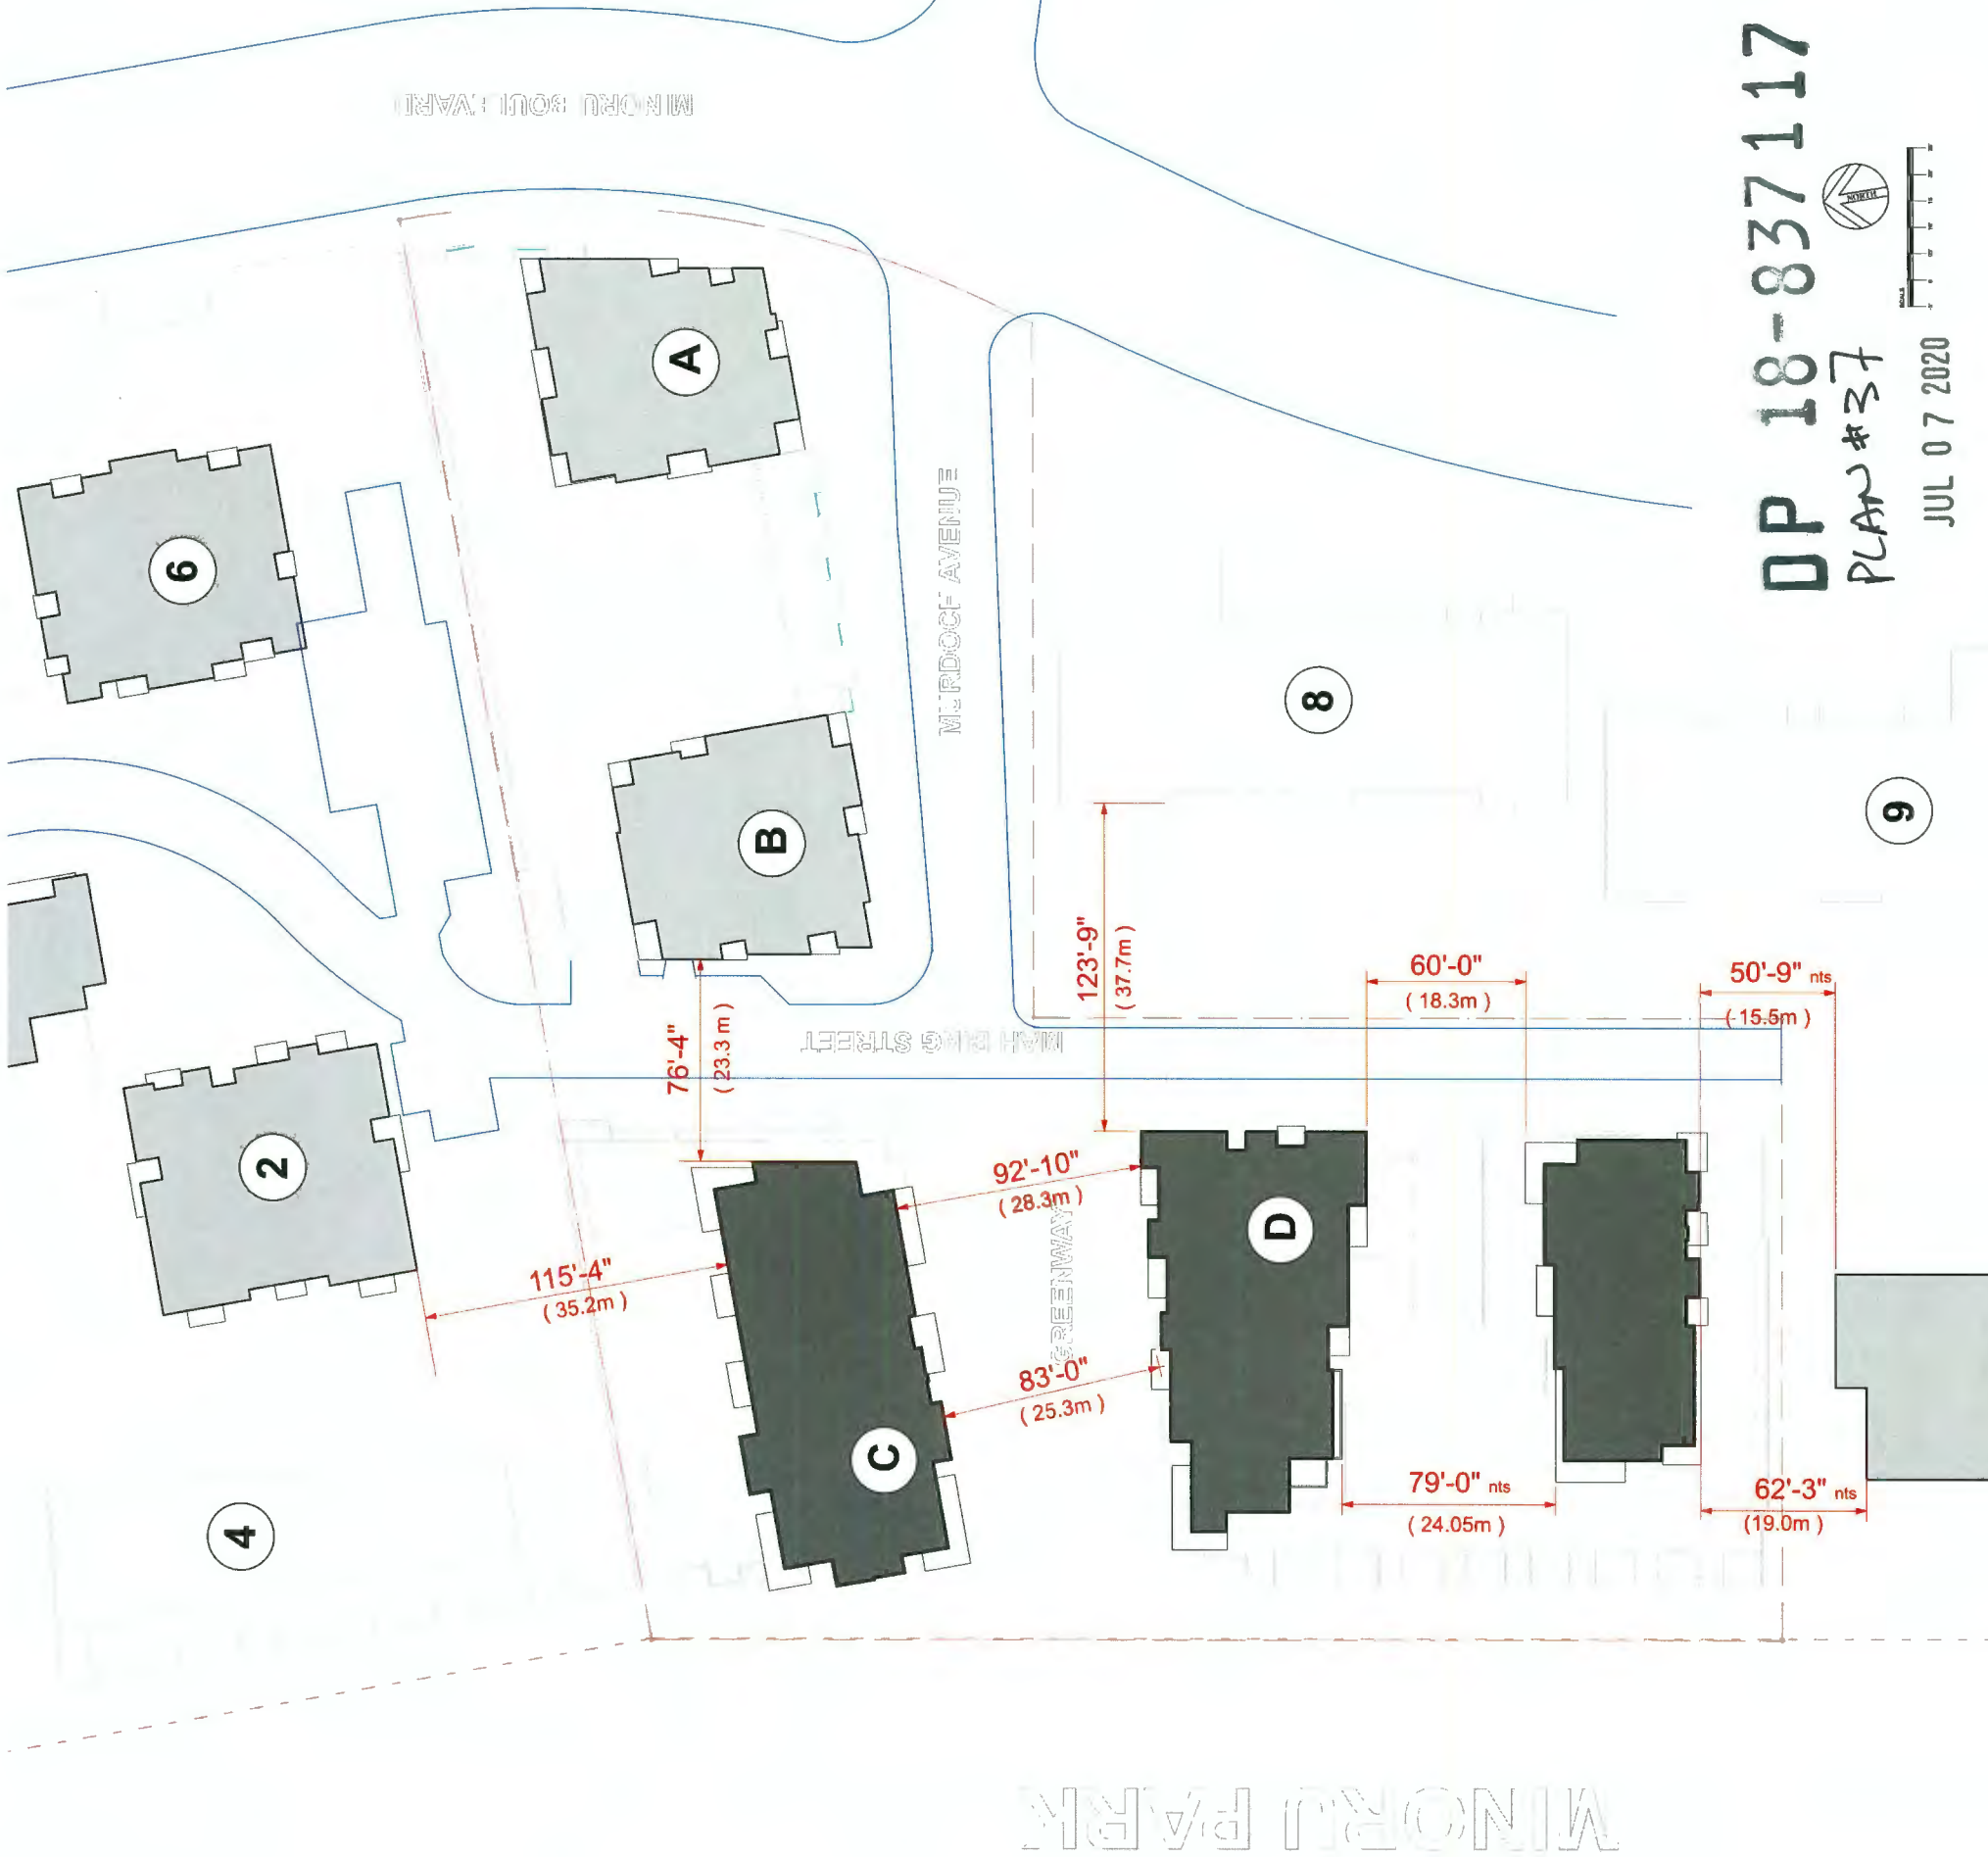 MINORU BOULEVARD
DP 18-837117
PLAN #37
JUL 07 2020
NORTH
SCALE
A
6
MURDOCH AVENUE
8
B
9
123'-9"
(37.7m)
60'-0"
(18.3m)
50'-9" nts
(15.5m)
76'-4"
(23.3 m)
MAH BING STREET
2
92'-10"
(28.3m)
GREENWAY
D
115'-4"
(35.2m)
83'-0"
(25.3m)
C
79'-0" nts
(24.05m)
62'-3" nts
(19.0m)
4
MINORU PARK